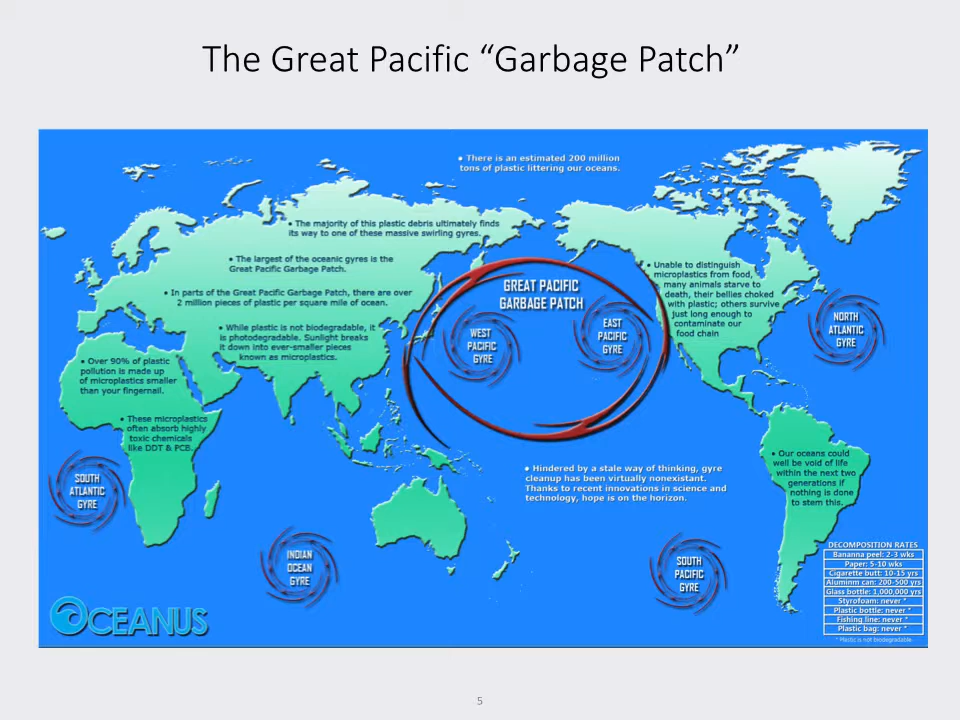 The Great Pacific “Garbage Patch”
• There is an estimated 200 million
tons of plastic littering our oceans.
• The majority of this plastic debris ultimately finds
its way to one of these massive swirling gyres.
• The largest of the oceanic gyres is the
Great Pacific Garbage Patch.
• In parts of the Great Pacific Garbage Patch, there are over
2 million pieces of plastic per square mile of ocean.
• While plastic is not biodegradable, it
is photodegradable. Sunlight breaks
it down into ever-smaller pieces
known as microplastics.
• Over 90% of plastic
pollution is made up
of microplastics smaller
than your fingernail.
• These microplastics
often absorb highly
toxic chemicals
like DDT & PCB.
GREAT PACIFIC
GARBAGE PATCH
WEST
PACIFIC
GYRE
EAST
PACIFIC
GYRE
• Unable to distinguish
microplastics from food,
many animals starve to
death, their bellies choked
with plastic; others survive
just long enough to
contaminate our
food chain
NORTH
ATLANTIC
GYRE
SOUTH
ATLANTIC
GYRE
INDIAN
OCEAN
GYRE
• Hindered by a stale way of thinking, gyre
cleanup has been virtually nonexistant.
Thanks to recent innovations in science and
technology, hope is on the horizon.
SOUTH
PACIFIC
GYRE
• Our oceans could
well be void of life
within the next two
generations if
nothing is done
to stem this.
DECOMPOSITION RATES
Bananna peel: 2-3 wks
Paper: 5-10 wks
Cigarette butt: 10-15 yrs
Aluminm can: 200-500 yrs
Glass bottle: 1,000,000 yrs
Styrofoam: never *
Plastic bottle: never *
Fishing line: never *
Plastic bag: never *
* Plastic is not biodegradable.
OCEANUS
5